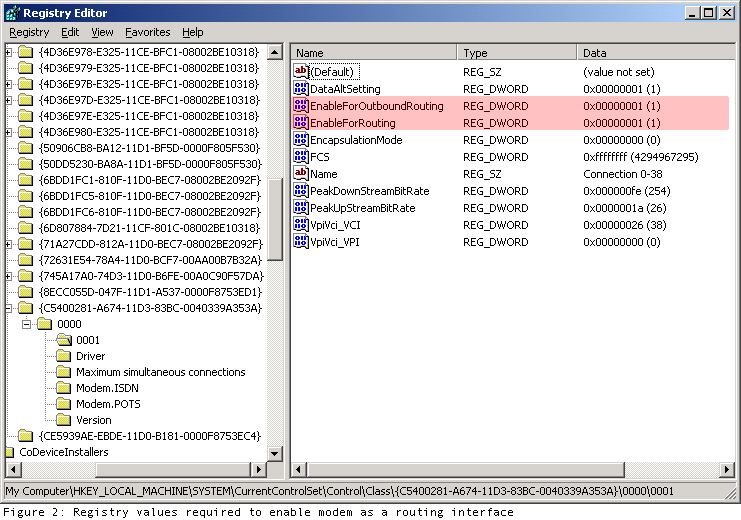 Registry Editor
Registry Edit View Favorites Help
{4D36E978-E325-11CE-BFC1-08002BE10318}
{4D36E979-E325-11CE-BFC1-08002BE10318}
{4D36E97B-E325-11CE-BFC1-08002BE10318}
{4D36E97D-E325-11CE-BFC1-08002BE10318}
{4D36E97E-E325-11CE-BFC1-08002BE10318}
{4D36E980-E325-11CE-BFC1-08002BE10318}
{50906CB8-BA12-11D1-BF5D-0000F805F530}
{50DD5230-BA8A-11D1-BF5D-0000F805F530}
{6BDD1FC1-810F-11D0-BEC7-08002BE2092F}
{6BDD1FC5-810F-11D0-BEC7-08002BE2092F}
{6BDD1FC6-810F-11D0-BEC7-08002BE2092F}
{6D807884-7D21-11CF-801C-08002BE10318}
{71A27CDD-812A-11D0-BEC7-08002BE2092F}
{72631E54-78A4-11D0-BCF7-00AA00B7B32A}
{745A17A0-74D3-11D0-B6FE-00A0C90F57DA}
{8ECC055D-047F-11D1-A537-0000F8753ED1}
{C5400281-A674-11D3-83BC-0040339A353A}
0000
0001
Driver
Maximum simultaneous connections
Modem.ISDN
Modem.POTS
Version
{CE5939AE-EBDE-11D0-B181-0000F8753EC4}
CoDeviceInstallers
Name Type Data
(Default) REG_SZ (value not set)
DataAltSetting REG_DWORD 0x00000001 (1)
EnableForOutboundRouting REG_DWORD 0x00000001 (1)
EnableForRouting REG_DWORD 0x00000001 (1)
EncapsulationMode REG_DWORD 0x00000000 (0)
FCS REG_DWORD 0xffffffff (4294967295)
Name REG_SZ Connection 0-38
PeakDownStreamBitRate REG_DWORD 0x000000fe (254)
PeakUpStreamBitRate REG_DWORD 0x0000001a (26)
VpiVci_VCI REG_DWORD 0x00000026 (38)
VpiVci_VPI REG_DWORD 0x00000000 (0)
My Computer\HKEY_LOCAL_MACHINE\SYSTEM\CurrentControlSet\Control\Class\{C5400281-A674-11D3-83BC-0040339A353A}\0000\0001
Figure 2: Registry values required to enable modem as a routing interface